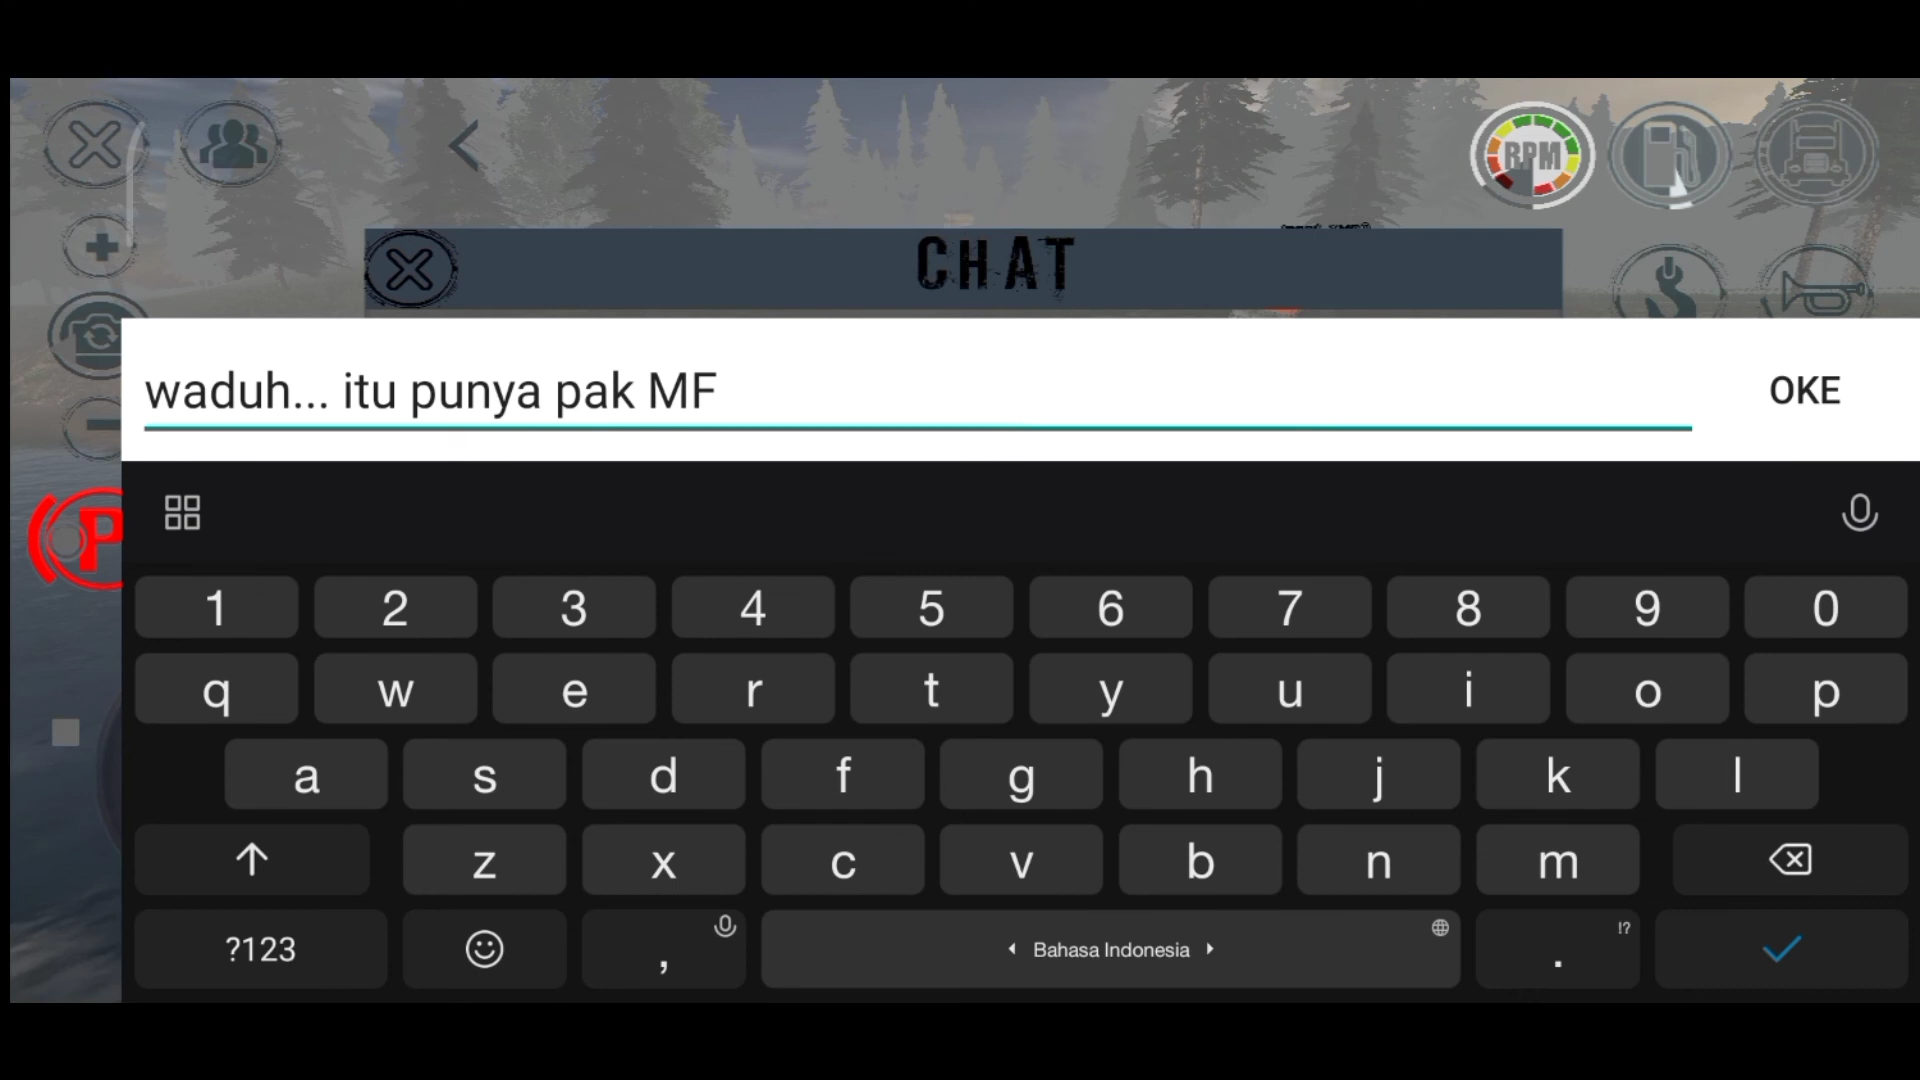 RPM
CHAT
waduh... itu punya pak MF
OKE
P
1 2 3 4 5 6 7 8 9 0
q w e r t y u i o p
a s d f g h j k l
z x c v b n m
?123 , Bahasa Indonesia . !?